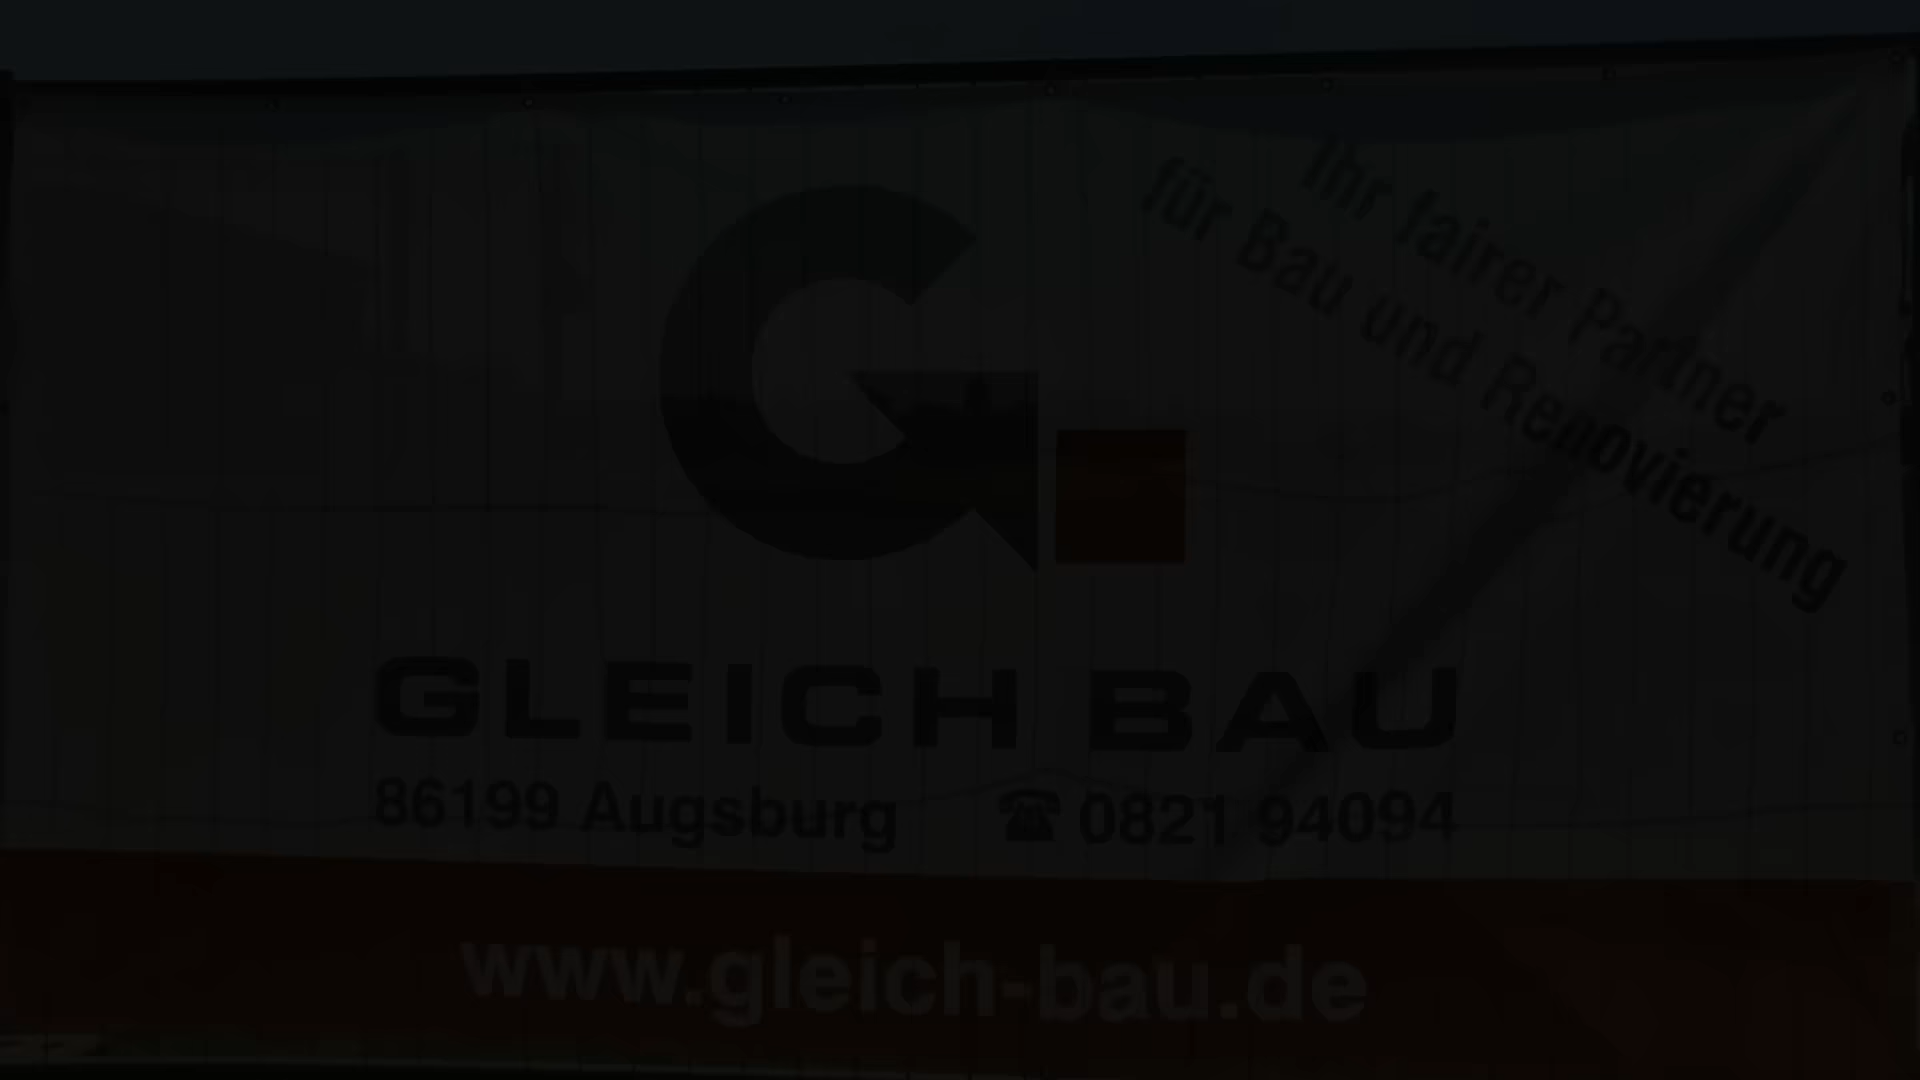 Ihr fairer Partner
für Bau und Renovierung
G.
GLEICH BAU
86199 Augsburg ☎ 0821 94094
www.gleich-bau.de